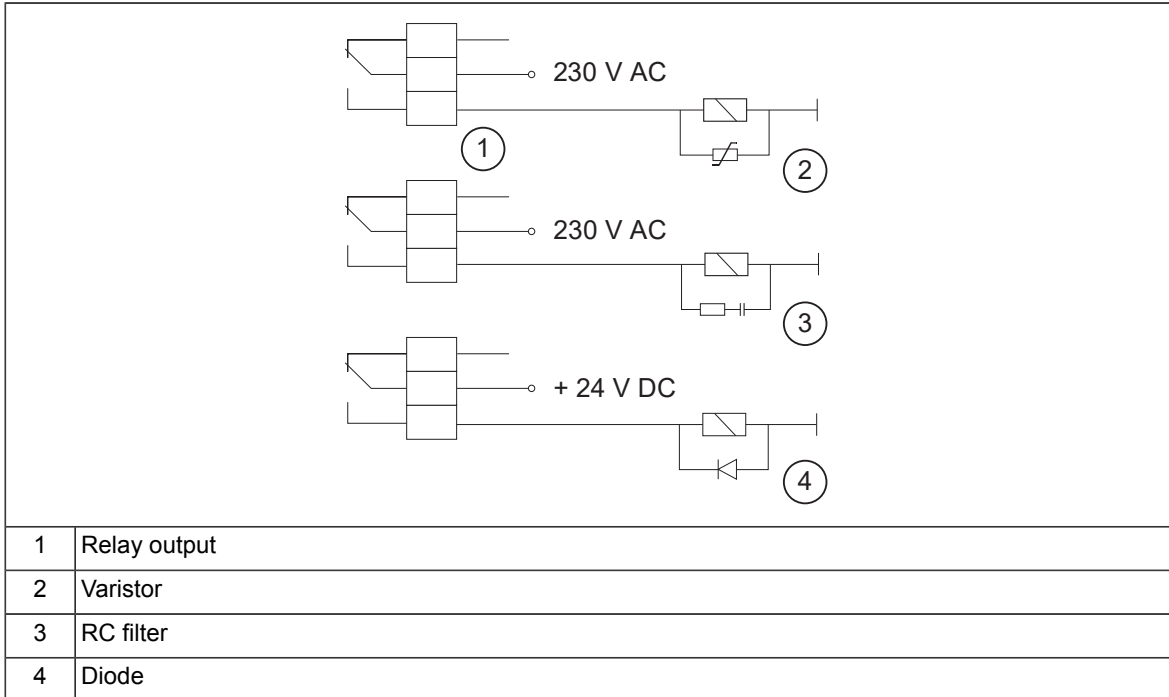 230 V AC
1
2
230 V AC
3
+ 24 V DC
4
1 Relay output
2 Varistor
3 RC filter
4 Diode